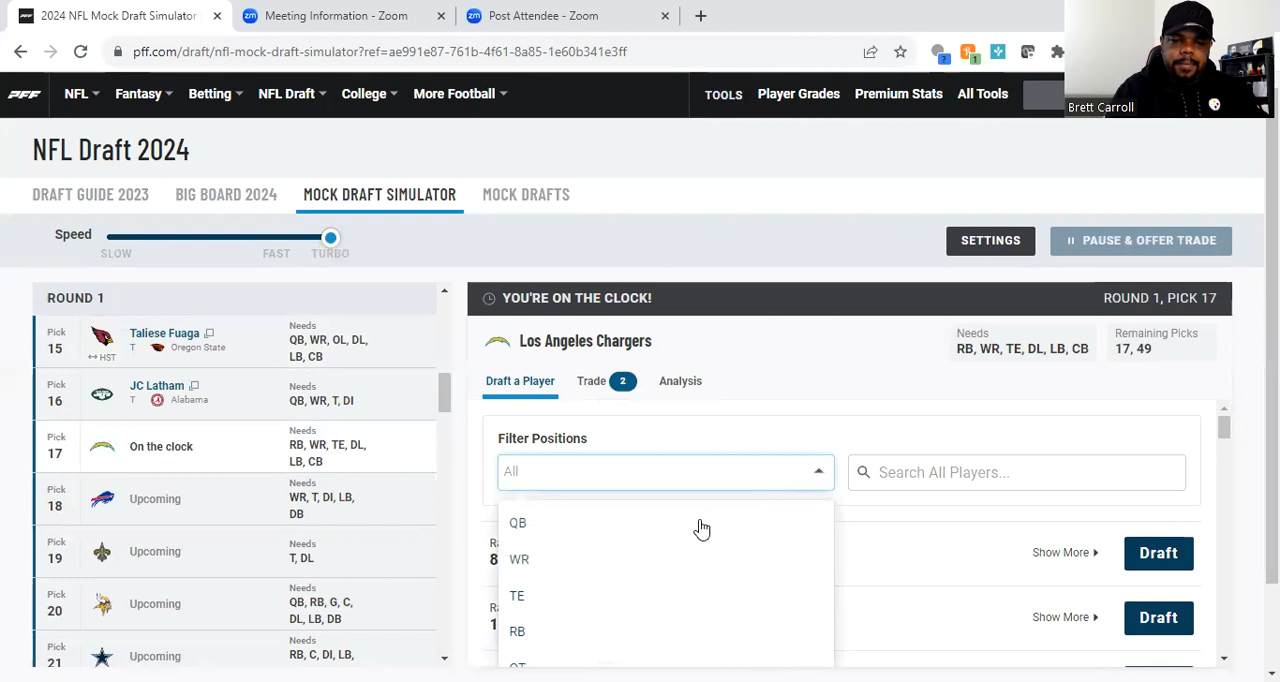 2024 NFL Mock Draft Simulator
Meeting Information - Zoom
Post Attendee - Zoom
pff.com/draft/nfl-mock-draft-simulator?ref=ae991e87-761b-4f61-8a85-1e60b341e3ff
Brett Carroll
PFF NFL Fantasy Betting NFL Draft College More Football TOOLS Player Grades Premium Stats All Tools
NFL Draft 2024
DRAFT GUIDE 2023 BIG BOARD 2024 MOCK DRAFT SIMULATOR MOCK DRAFTS
Speed
SLOW FAST TURBO
SETTINGS
PAUSE & OFFER TRADE
ROUND 1
Pick 15
HST
Taliese Fuaga
T Oregon State
Needs
QB, WR, OL, DL,
LB, CB
Pick 16
JC Latham
T Alabama
Needs
QB, WR, T, DI
Pick 17
On the clock
Needs
RB, WR, TE, DL,
LB, CB
Pick 18
Upcoming
Needs
WR, T, DI, LB,
DB
Pick 19
Upcoming
Needs
T, DL
Pick 20
Upcoming
Needs
QB, RB, G, C,
DL, LB, DB
Pick 21
Upcoming
Needs
RB, C, DI, LB,
YOU'RE ON THE CLOCK!
ROUND 1, PICK 17
Los Angeles Chargers
Needs
RB, WR, TE, DL, LB, CB
Remaining Picks
17, 49
Draft a Player Trade 2 Analysis
Filter Positions
All
Search All Players...
QB
WR
TE
RB
Show More Draft
Show More Draft